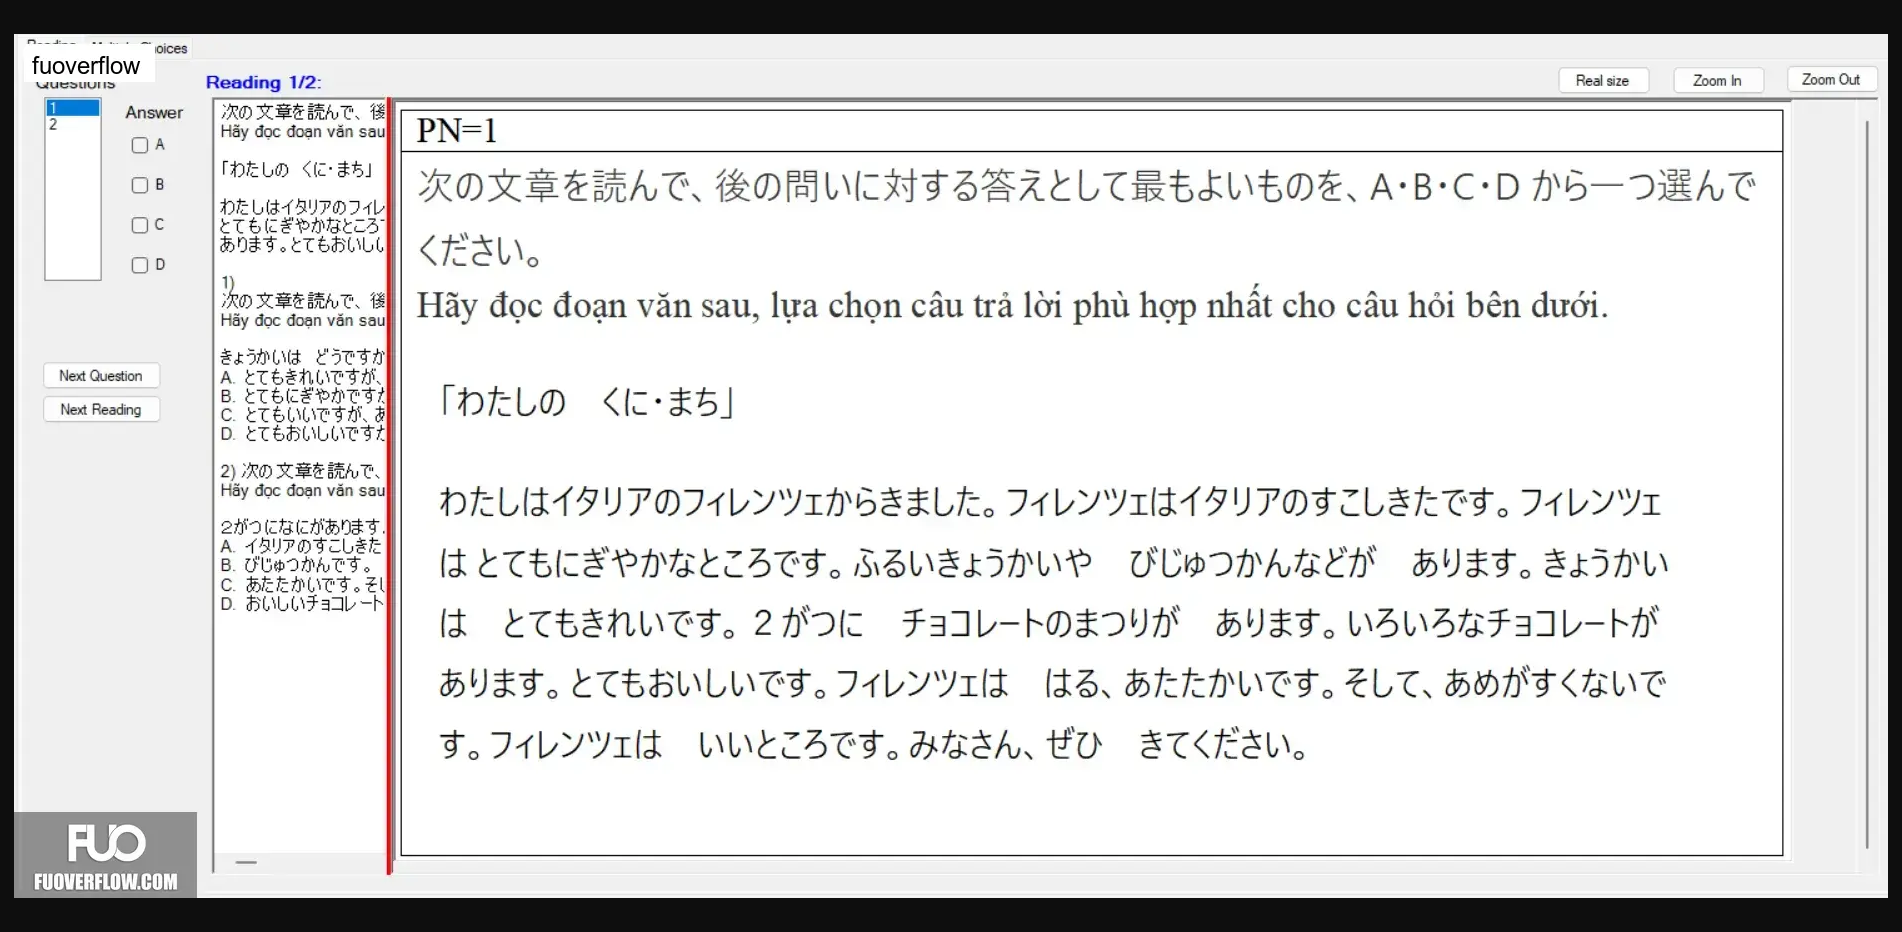 oices
fuoverflow
Questions
Reading 1/2:
Real size
Zoom In
Zoom Out
1
2
Answer
A
B
C
D
Next Question
Next Reading
次の文章を読んで、後
Hãy đọc đoạn văn sau
「わたしの くに・まち」
わたしはイタリアのフィレ
とてもにぎやかなところ
あります。とてもおいし
1)
次の文章を読んで、後
Hãy đọc đoạn văn sau
きょうかいは どうですか
A. とてもきれいですが、
B. とてもにぎやかですが
C. とてもいいですが、あ
D. とてもおいしいですが
2) 次の文章を読んで、
Hãy đọc đoạn văn sau
2がつになにがあります
A. イタリアのすこしきた
B. びじゅつかんです。
C. あたたかいです。そし
D. おいしいチョコレート
PN=1
次の文章を読んで、後の問いに対する答えとして最もよいものを、A・B・C・D から一つ選んで
ください。
Hãy đọc đoạn văn sau, lựa chọn câu trả lời phù hợp nhất cho câu hỏi bên dưới.
「わたしの くに・まち」
わたしはイタリアのフィレンツェからきました。フィレンツェはイタリアのすこしきたです。フィレンツェ
は とてもにぎやかなところです。ふるいきょうかいや びじゅつかんなどが あります。きょうかい
は とてもきれいです。2 がつに チョコレートのまつりが あります。いろいろなチョコレートが
あります。とてもおいしいです。フィレンツェは はる、あたたかいです。そして、あめがすくないで
す。フィレンツェは いいところです。みなさん、ぜひ きてください。
FUO
FUOVERFLOW.COM